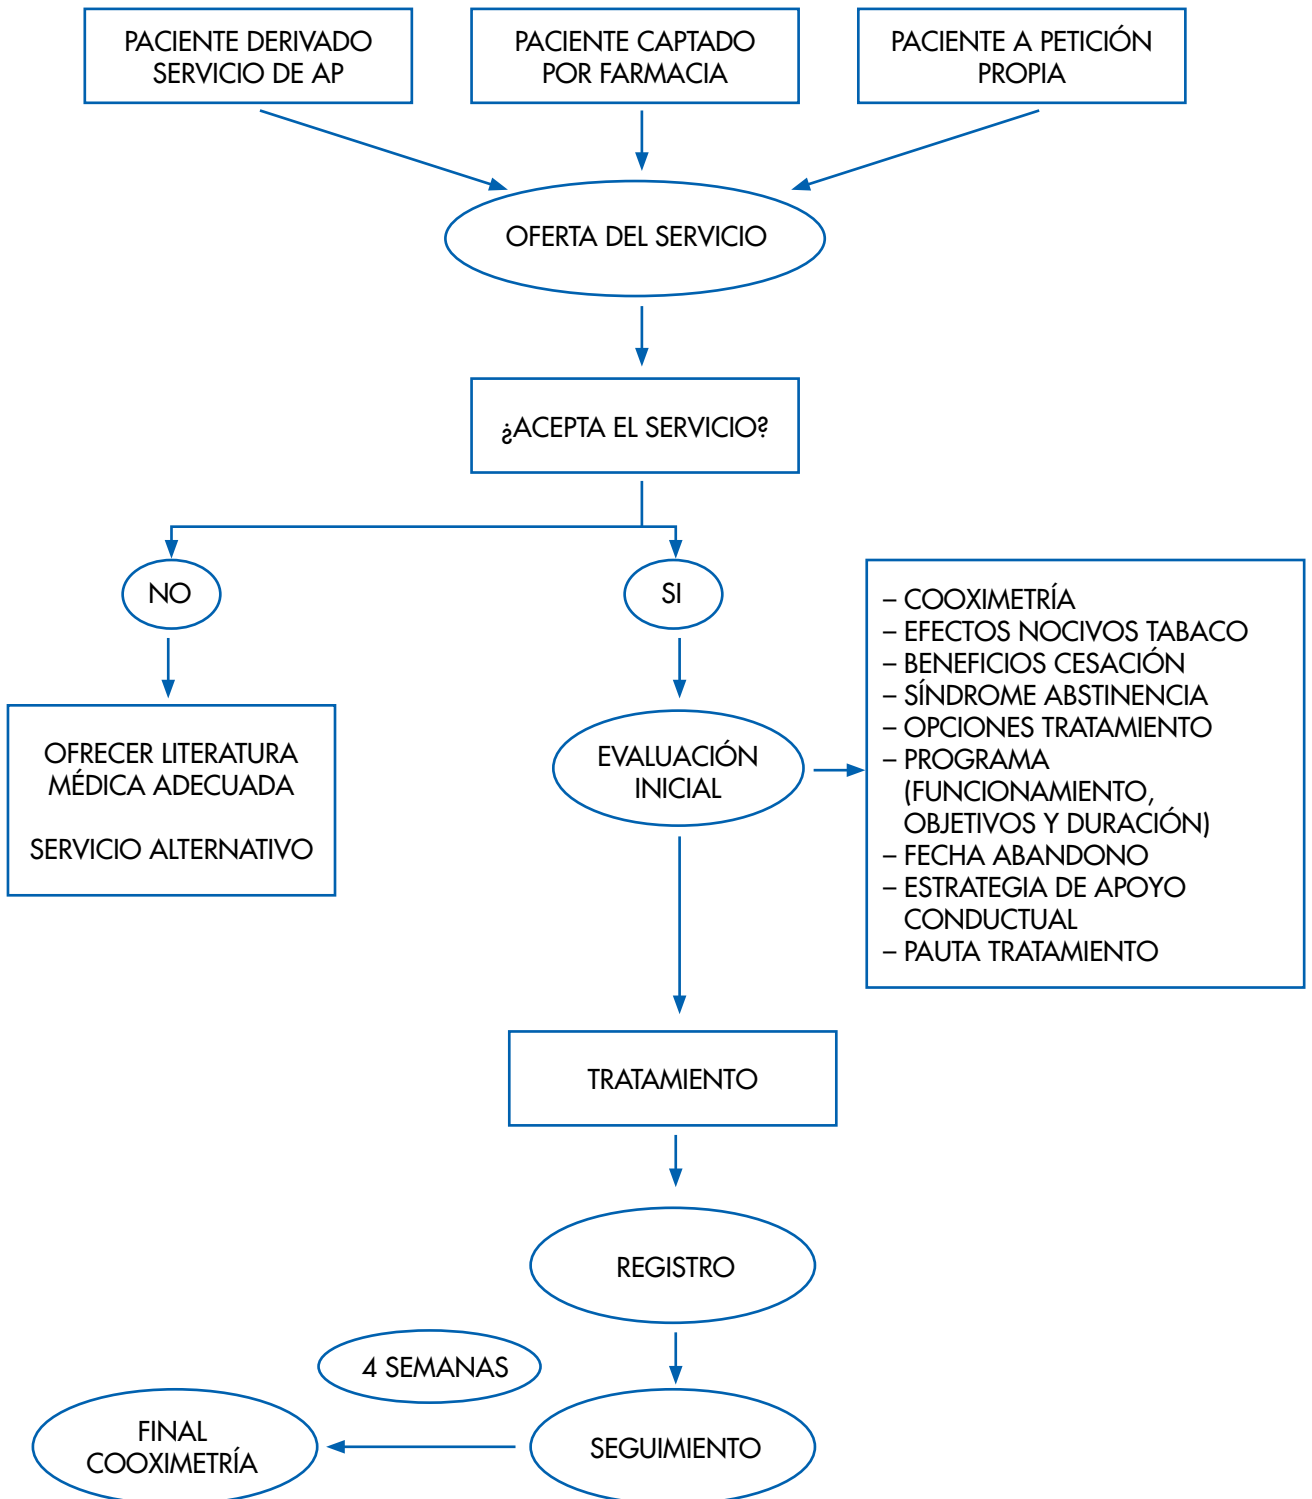 PACIENTE DERIVADO
SERVICIO DE AP
PACIENTE CAPTADO
POR FARMACIA
PACIENTE A PETICIÓN
PROPIA
OFERTA DEL SERVICIO
¿ACEPTA EL SERVICIO?
NO
SI
OFRECER LITERATURA
MÉDICA ADECUADA
SERVICIO ALTERNATIVO
EVALUACIÓN
INICIAL
– COOXIMETRÍA
– EFECTOS NOCIVOS TABACO
– BENEFICIOS CESACIÓN
– SÍNDROME ABSTINENCIA
– OPCIONES TRATAMIENTO
– PROGRAMA
(FUNCIONAMIENTO,
OBJETIVOS Y DURACIÓN)
– FECHA ABANDONO
– ESTRATEGIA DE APOYO
CONDUCTUAL
– PAUTA TRATAMIENTO
TRATAMIENTO
REGISTRO
4 SEMANAS
SEGUIMIENTO
FINAL
COOXIMETRÍA